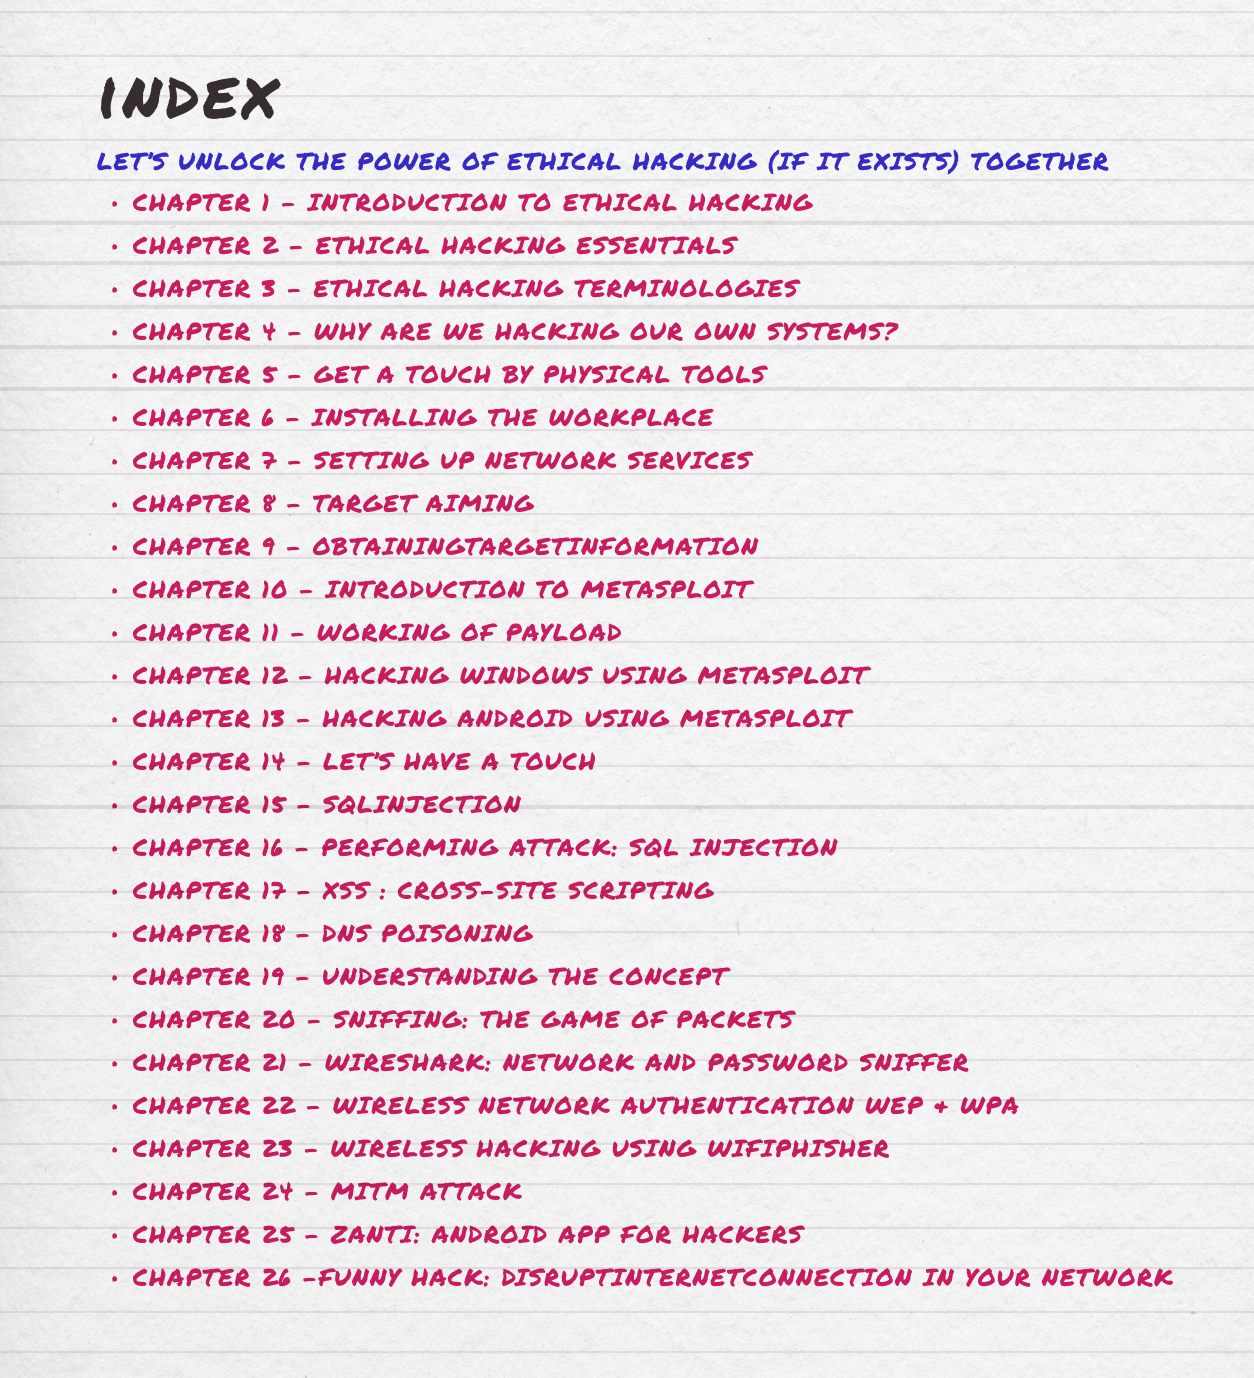 INDEX
LET'S UNLOCK THE POWER OF ETHICAL HACKING (IF IT EXISTS) TOGETHER
• CHAPTER 1 – INTRODUCTION TO ETHICAL HACKING
• CHAPTER 2 – ETHICAL HACKING ESSENTIALS
• CHAPTER 3 – ETHICAL HACKING TERMINOLOGIES
• CHAPTER 4 – WHY ARE WE HACKING OUR OWN SYSTEMS?
• CHAPTER 5 – GET A TOUCH BY PHYSICAL TOOLS
• CHAPTER 6 – INSTALLING THE WORKPLACE
• CHAPTER 7 – SETTING UP NETWORK SERVICES
• CHAPTER 8 – TARGET AIMING
• CHAPTER 9 – OBTAININGTARGETINFORMATION
• CHAPTER 10 – INTRODUCTION TO METASPLOIT
• CHAPTER 11 – WORKING OF PAYLOAD
• CHAPTER 12 – HACKING WINDOWS USING METASPLOIT
• CHAPTER 13 – HACKING ANDROID USING METASPLOIT
• CHAPTER 14 – LET'S HAVE A TOUCH
• CHAPTER 15 – SQLINJECTION
• CHAPTER 16 – PERFORMING ATTACK: SQL INJECTION
• CHAPTER 17 – XSS : CROSS-SITE SCRIPTING
• CHAPTER 18 – DNS POISONING
• CHAPTER 19 – UNDERSTANDING THE CONCEPT
• CHAPTER 20 – SNIFFING: THE GAME OF PACKETS
• CHAPTER 21 – WIRESHARK: NETWORK AND PASSWORD SNIFFER
• CHAPTER 22 – WIRELESS NETWORK AUTHENTICATION WEP & WPA
• CHAPTER 23 – WIRELESS HACKING USING WIFIPHISHER
• CHAPTER 24 – MITM ATTACK
• CHAPTER 25 – ZANTI: ANDROID APP FOR HACKERS
• CHAPTER 26 –FUNNY HACK: DISRUPTINTERNETCONNECTION IN YOUR NETWORK